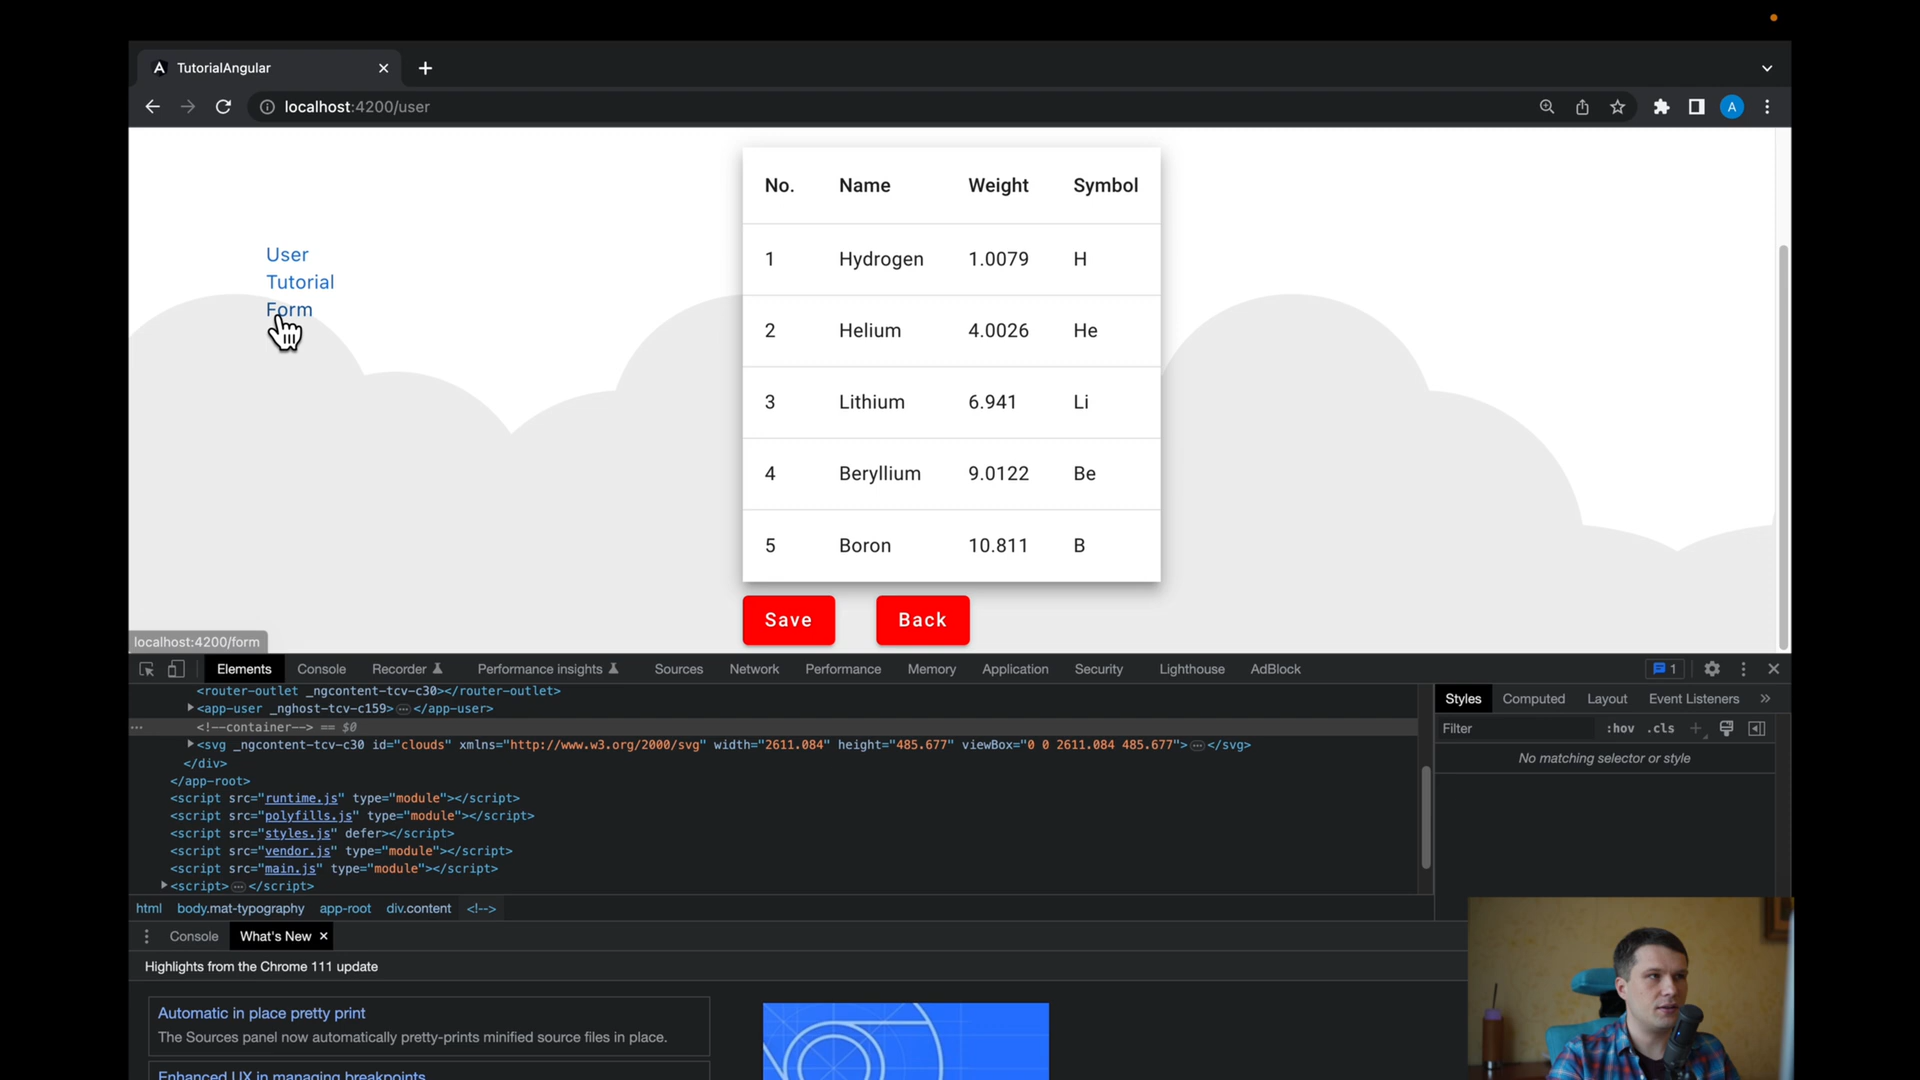 TutorialAngular
localhost:4200/user
A
No. Name Weight Symbol
1 Hydrogen 1.0079 H
2 Helium 4.0026 He
3 Lithium 6.941 Li
4 Beryllium 9.0122 Be
5 Boron 10.811 B
User
Tutorial
Form
Save Back
localhost:4200/form
Elements Console Recorder Performance insights Sources Network Performance Memory Application Security Lighthouse AdBlock 1
<router-outlet _ngcontent-tcv-c30></router-outlet>
<app-user _nghost-tcv-c159>…</app-user>
… <!--container--> == $0
<svg _ngcontent-tcv-c30 id="clouds" xmlns="http://www.w3.org/2000/svg" width="2611.084" height="485.677" viewBox="0 0 2611.084 485.677">…</svg>
</div>
</app-root>
<script src="runtime.js" type="module"></script>
<script src="polyfills.js" type="module"></script>
<script src="styles.js" defer></script>
<script src="vendor.js" type="module"></script>
<script src="main.js" type="module"></script>
<script>…</script>
html body.mat-typography app-root div.content <!-->
Styles Computed Layout Event Listeners
Filter :hov .cls
No matching selector or style
Console What's New
Highlights from the Chrome 111 update
Automatic in place pretty print
The Sources panel now automatically pretty-prints minified source files in place.
Enhanced UX in managing breakpoints